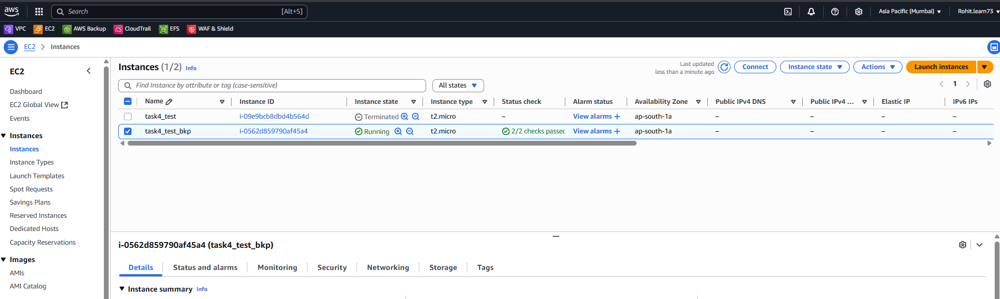 aws Search [Alt+S] Asia Pacific (Mumbai) Rohit.learn73
VPC EC2 AWS Backup CloudTrail EFS WAF & Shield
EC2 Instances
EC2
Dashboard
EC2 Global View
Events
Instances
Instances
Instance Types
Launch Templates
Spot Requests
Savings Plans
Reserved Instances
Dedicated Hosts
Capacity Reservations
Images
AMIs
AMI Catalog
Instances (1/2) Info
Last updated
less than a minute ago
Connect Instance state Actions Launch instances
Find Instance by attribute or tag (case-sensitive) All states 1
Name Instance ID Instance state Instance type Status check Alarm status Availability Zone Public IPv4 DNS Public IPv4 ... Elastic IP IPv6 IPs
task4_test i-09e9bcb8dbd4b564d Terminated t2.micro – View alarms + ap-south-1a – – – –
task4_test_bkp i-0562d859790af45a4 Running t2.micro 2/2 checks passec View alarms + ap-south-1a – – – –
i-0562d859790af45a4 (task4_test_bkp)
Details Status and alarms Monitoring Security Networking Storage Tags
Instance summary Info